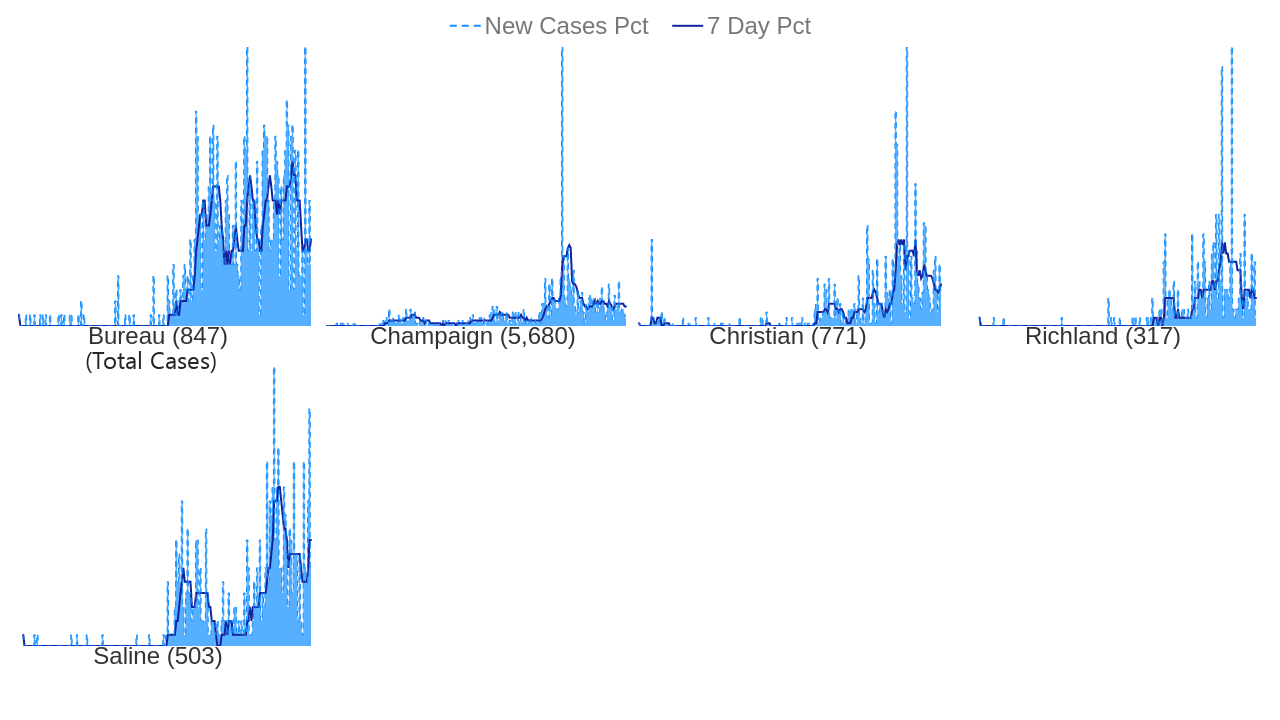 New Cases Pct 7 Day Pct
Bureau (847) Champaign (5,680) Christian (771) Richland (317)
(Total Cases)
Saline (503)